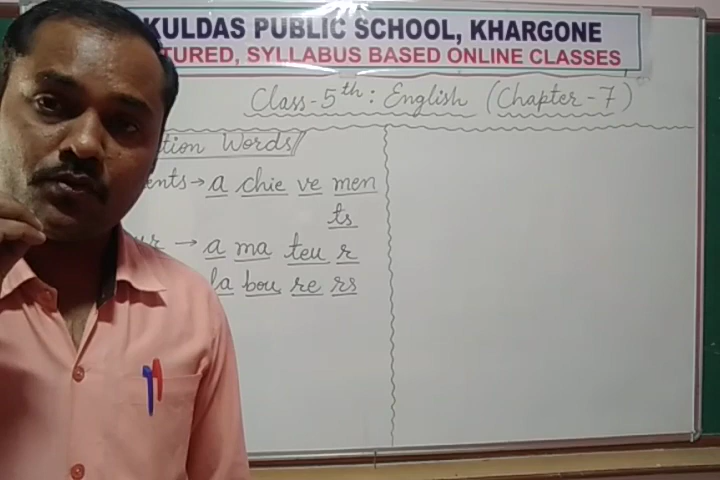 KULDAS PUBLIC SCHOOL, KHARGONE
TURED, SYLLABUS BASED ONLINE CLASSES
Class-5th: English (Chapter-7)
tion Words
ents → a chie ve men
ts
ur → a ma teu r
la bou re rs